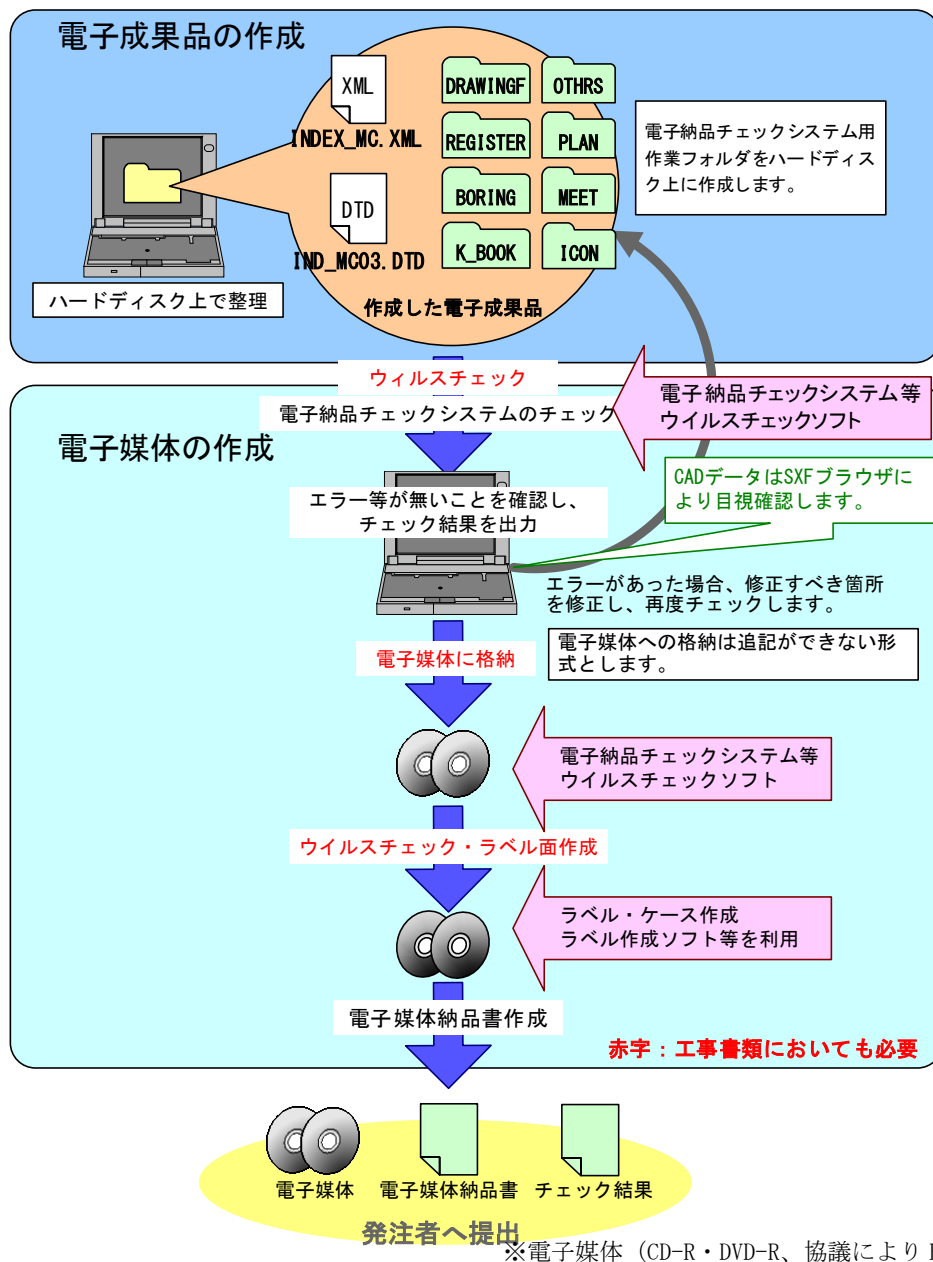 電子成果品の作成
XML
INDEX_MC.XML
DTD
IND_MC03.DTD
DRAWINGF
OTHRS
REGISTER
PLAN
BORING
MEET
K_BOOK
ICON
作成した電子成果品
ハードディスク上で整理
電子納品チェックシステム用
作業フォルダをハードディス
ク上に作成します。
ウィルスチェック
電子納品チェックシステムのチェック
電子納品チェックシステム等
ウイルスチェックソフト
電子媒体の作成
CADデータはSXFブラウザに
より目視確認します。
エラー等が無いことを確認し、
チェック結果を出力
エラーがあった場合、修正すべき箇所
を修正し、再度チェックします。
電子媒体に格納
電子媒体への格納は追記ができない形
式とします。
電子納品チェックシステム等
ウイルスチェックソフト
ウイルスチェック・ラベル面作成
ラベル・ケース作成
ラベル作成ソフト等を利用
電子媒体納品書作成
赤字：工事書類においても必要
電子媒体
電子媒体納品書
チェック結果
発注者へ提出
※電子媒体（CD-R・DVD-R、協議により